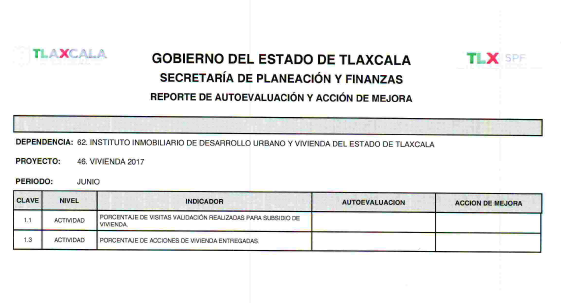 TLAXCALA
TLX SPF
GOBIERNO DEL ESTADO DE TLAXCALA
SECRETARÍA DE PLANEACIÓN Y FINANZAS
REPORTE DE AUTOEVALUACIÓN Y ACCIÓN DE MEJORA
DEPENDENCIA: 62. INSTITUTO INMOBILIARIO DE DESARROLLO URBANO Y VIVIENDA DEL ESTADO DE TLAXCALA
PROYECTO: 46. VIVIENDA 2017
PERIODO: JUNIO
CLAVE NIVEL INDICADOR AUTOEVALUACION ACCION DE MEJORA
1.1 ACTIVIDAD PORCENTAJE DE VISITAS VALIDACIÓN REALIZADAS PARA SUBSIDIO DE
VIVIENDA.
1.3 ACTIVIDAD PORCENTAJE DE ACCIONES DE VIVIENDA ENTREGADAS